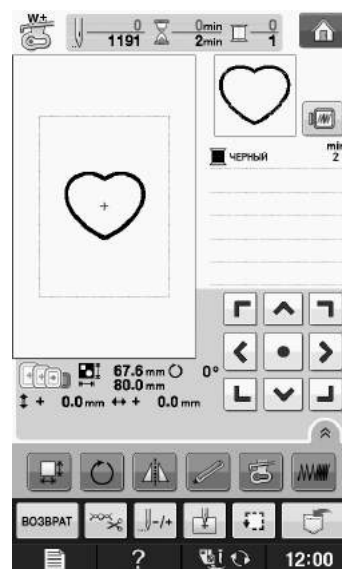 W+ 0 0min 0
1191 2min 1
min
ЧЕРНЫЙ 2
67.6 mm 0°
80.0 mm
+ 0.0 mm + 0.0 mm
ВОЗВРАТ -/+
? i 12:00